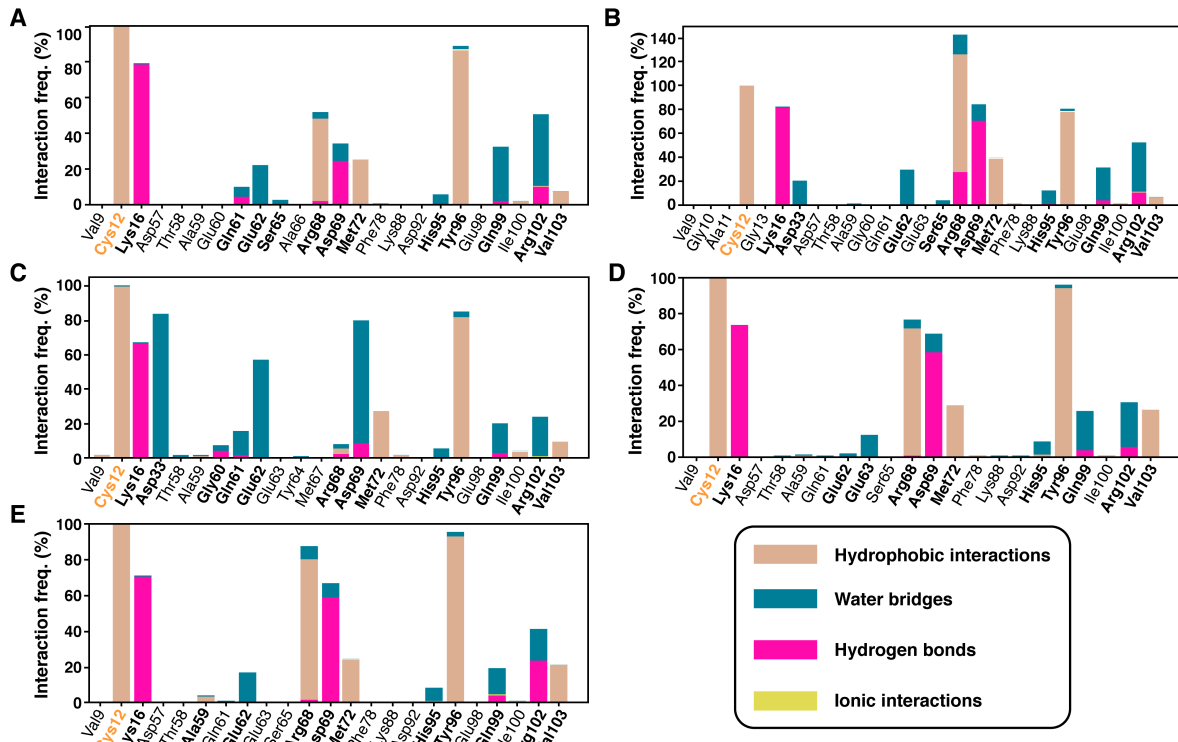 A
Interaction freq. (%)
100
80
60
40
20
0
Val9 Cys12 Lys16 Asp57 Thr58 Ala59 Glu60 Gln61 Glu62 Ser65 Ala66 Arg68 Asp69 Met72 Phe78 Lys88 Asp92 His95 Tyr96 Glu98 Gln99 Ile100 Arg102 Val103
B
Interaction freq. (%)
140
120
100
80
60
40
20
0
Val9 Gly10 Ala11 Cys12 Gly13 Lys16 Asp33 Asp57 Thr58 Ala59 Gly60 Gln61 Glu62 Glu63 Ser65 Arg68 Asp69 Met72 Phe78 Lys88 His95 Tyr96 Glu98 Gln99 Ile100 Arg102 Val103
C
Interaction freq. (%)
100
80
60
40
20
0
Val9 Cys12 Lys16 Asp33 Thr58 Ala59 Gly60 Gln61 Glu62 Glu63 Tyr64 Met67 Arg68 Asp69 Met72 Phe78 Asp92 His95 Tyr96 Glu98 Gln99 Ile100 Arg102 Val103
D
Interaction freq. (%)
100
80
60
40
20
0
Val9 Cys12 Lys16 Asp57 Thr58 Ala59 Gln61 Glu62 Glu63 Ser65 Arg68 Asp69 Met72 Phe78 Lys88 Asp92 His95 Tyr96 Gln99 Ile100 Arg102 Val103
E
Interaction freq. (%)
100
80
60
40
20
0
Val9 Cys12 Lys16 Asp57 Thr58 Ala59 Gln61 Glu62 Glu63 Ser65 Arg68 Asp69 Met72 Phe78 Lys88 Asp92 His95 Tyr96 Glu98 Gln99 Ile100 Arg102 Val103
Hydrophobic interactions
Water bridges
Hydrogen bonds
Ionic interactions